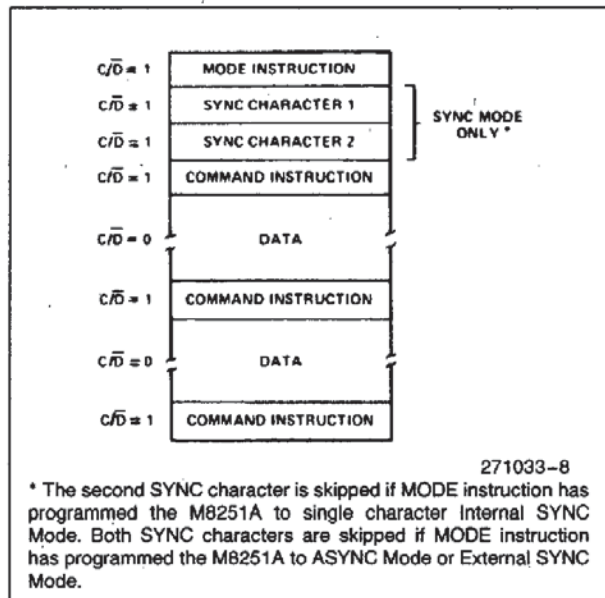 C/D̅ = 1 MODE INSTRUCTION
C/D̅ = 1 SYNC CHARACTER 1
SYNC MODE
ONLY *
C/D̅ = 1 SYNC CHARACTER 2
C/D̅ = 1 COMMAND INSTRUCTION
C/D̅ = 0 DATA
C/D̅ = 1 COMMAND INSTRUCTION
C/D̅ = 0 DATA
C/D̅ = 1 COMMAND INSTRUCTION
271033–8
* The second SYNC character is skipped if MODE instruction has
programmed the M8251A to single character Internal SYNC
Mode. Both SYNC characters are skipped if MODE instruction
has programmed the M8251A to ASYNC Mode or External SYNC
Mode.